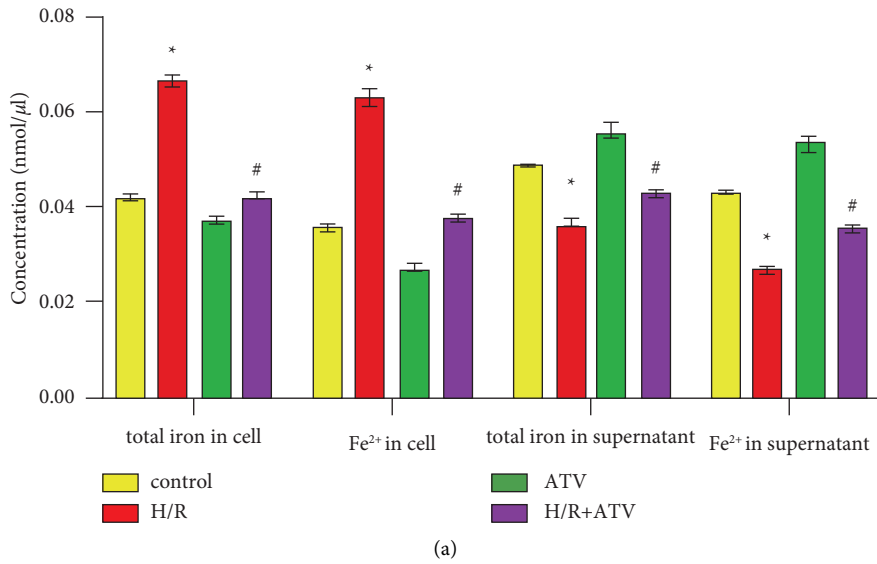 0.08
0.06
0.04
0.02
0.00
Concentration (nmol/μl)
*
#
*
#
*
#
*
#
total iron in cell
Fe²⁺ in cell
total iron in supernatant
Fe²⁺ in supernatant
control
ATV
H/R
H/R+ATV
(a)